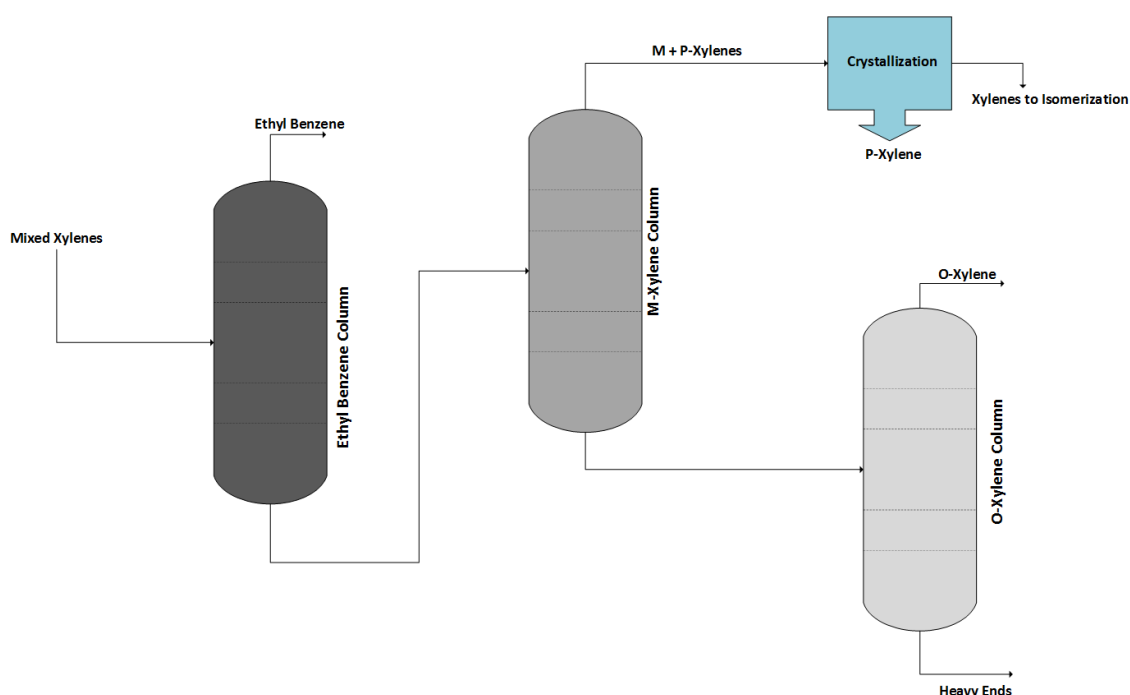 M + P-Xylenes
Crystallization
Xylenes to Isomerization
P-Xylene
Ethyl Benzene
Mixed Xylenes
Ethyl Benzene Column
M-Xylene Column
O-Xylene
O-Xylene Column
Heavy Ends